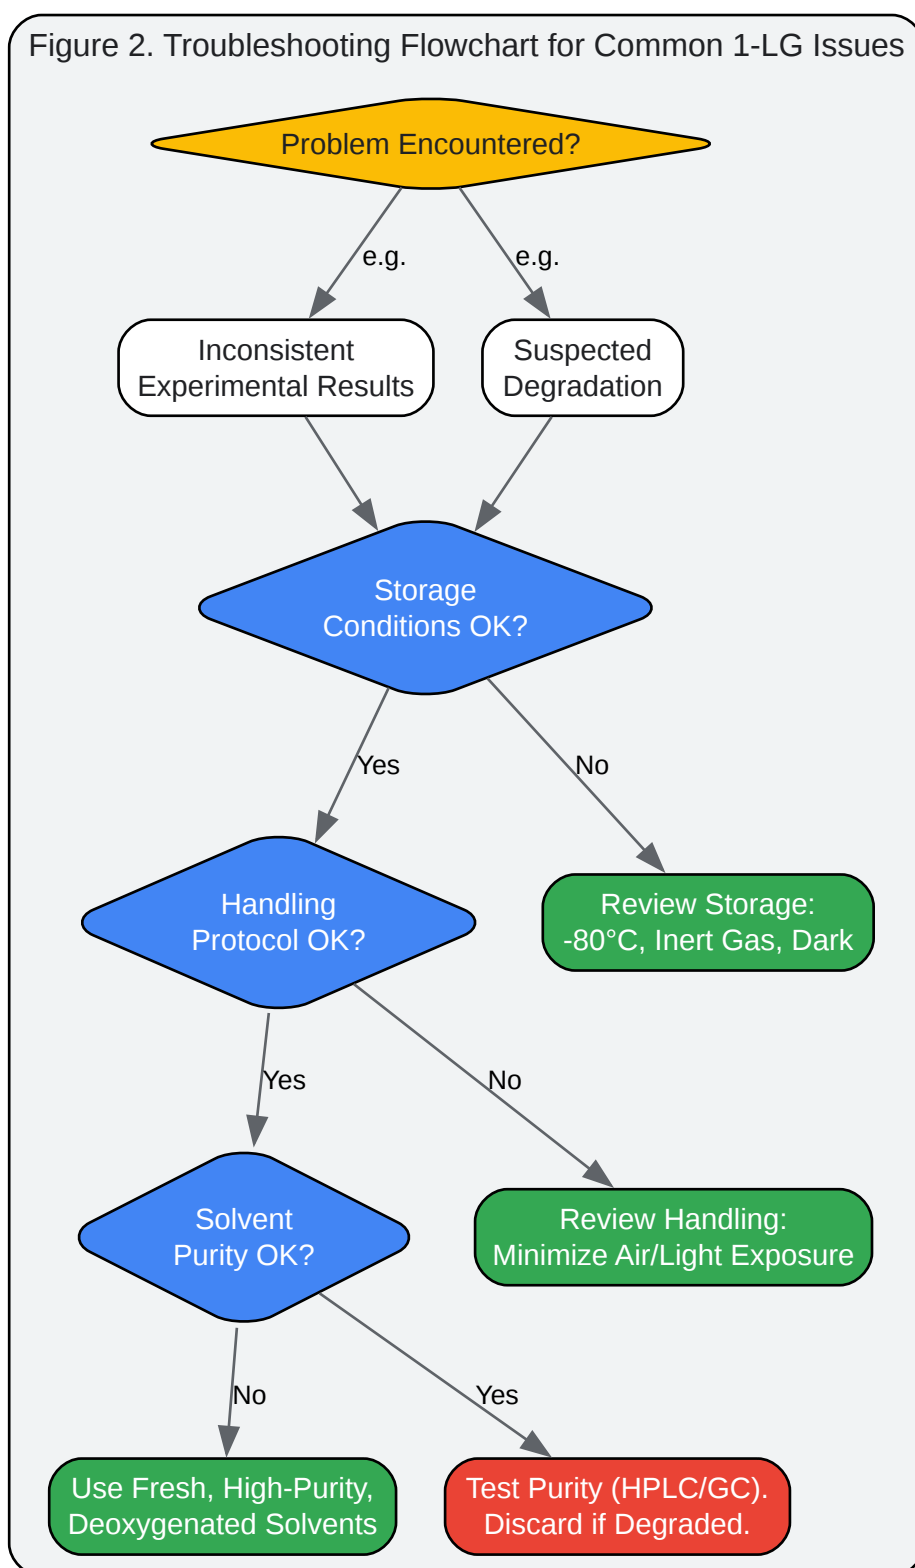 Figure 2. Troubleshooting Flowchart for Common 1-LG Issues
Problem Encountered?
e.g.
e.g.
Inconsistent
Experimental Results
Suspected
Degradation
Storage
Conditions OK?
Yes
No
Handling
Protocol OK?
Review Storage:
-80°C, Inert Gas, Dark
Yes
No
Solvent
Purity OK?
Review Handling:
Minimize Air/Light Exposure
No
Yes
Use Fresh, High-Purity,
Deoxygenated Solvents
Test Purity (HPLC/GC).
Discard if Degraded.